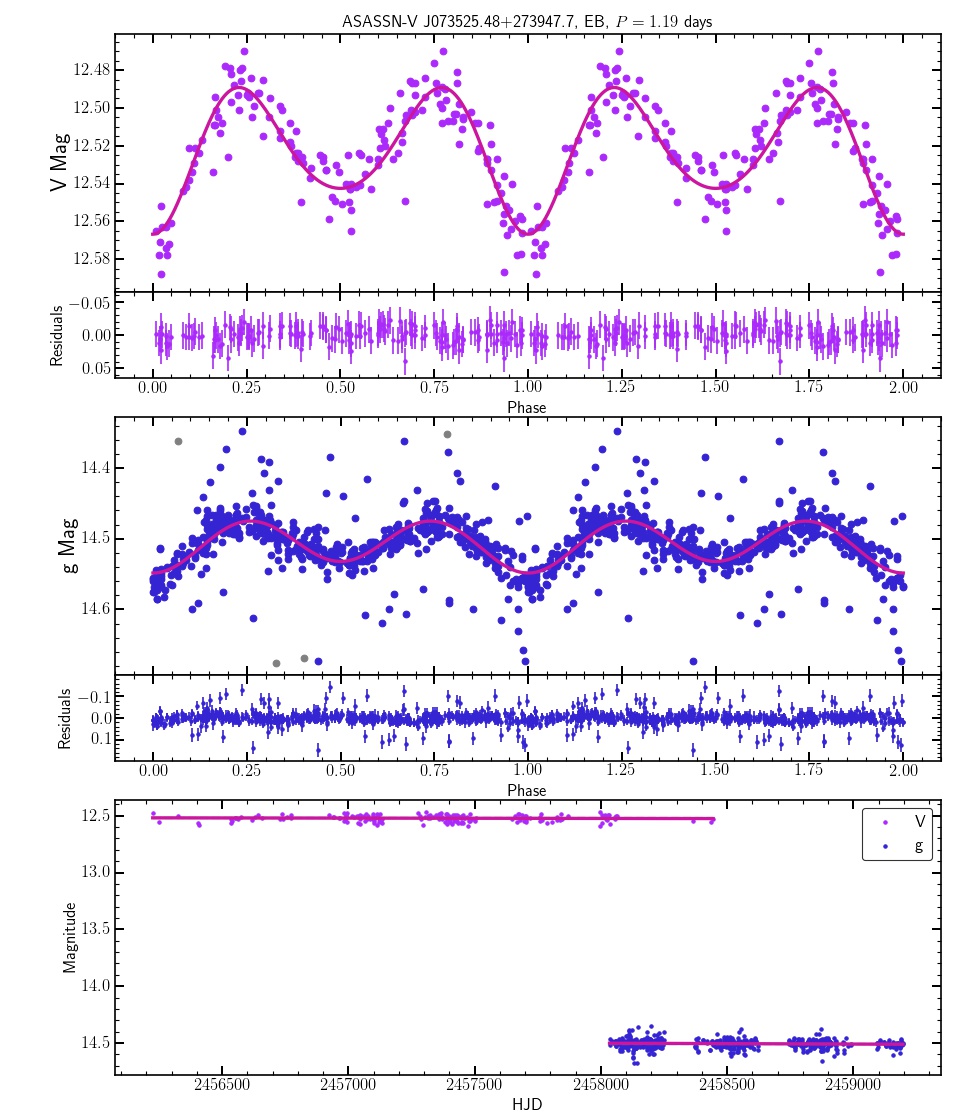 ASASSN-V J073525.48+273947.7, EB, P = 1.19 days
12.48
12.50
12.52
12.54
12.56
12.58
V Mag
−0.05
0.00
0.05
Residuals
0.00 0.25 0.50 0.75 1.00 1.25 1.50 1.75 2.00
Phase
14.4
14.5
14.6
g Mag
−0.1
0.0
0.1
Residuals
0.00 0.25 0.50 0.75 1.00 1.25 1.50 1.75 2.00
Phase
12.5
13.0
13.5
14.0
14.5
Magnitude
V
g
2456500 2457000 2457500 2458000 2458500 2459000
HJD